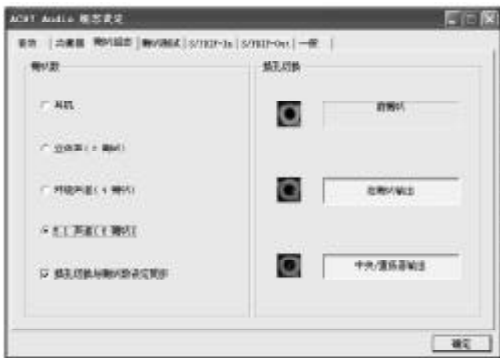 AC97 Audio 组态设定
音效
喇叭组态
喇叭测试
S/PDIF-In
S/PDIF-Out
一般
喇叭数
耳机
立体声( 2 喇叭)
环绕声道( 4 喇叭)
5.1 声道( 6 喇叭)
插孔切换与喇叭数设定同步
插孔切换
前喇叭
后喇叭输出
中央/重低音输出
确定